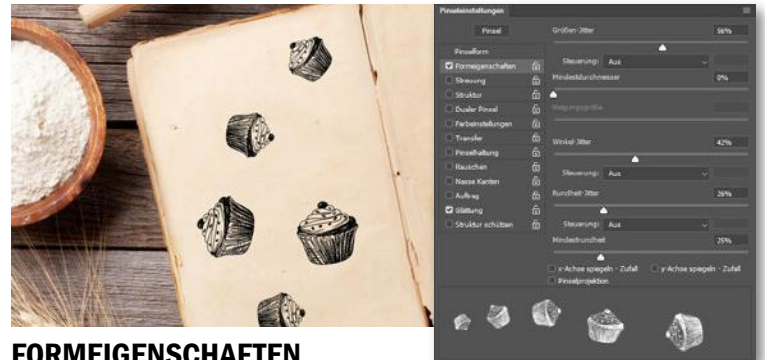 Pinseleinstellungen
Pinsel
Größen-Jitter 56%
Pinselform
Steuerung: Aus
Formeigenschaften
Mindestdurchmesser 0%
Streuung
Struktur
Neigungsgröße
Dualer Pinsel
Farbeinstellungen
Transfer
Winkel-Jitter 42%
Pinselhaltung
Rauschen
Steuerung: Aus
Nasse Kanten
Auftrag
Rundheit-Jitter 26%
Glättung
Struktur schützen
Steuerung: Aus
Mindestrundheit 25%
x-Achse spiegeln - Zufall y-Achse spiegeln - Zufall
Pinselprojektion
FORMEIGENSCHAFTEN